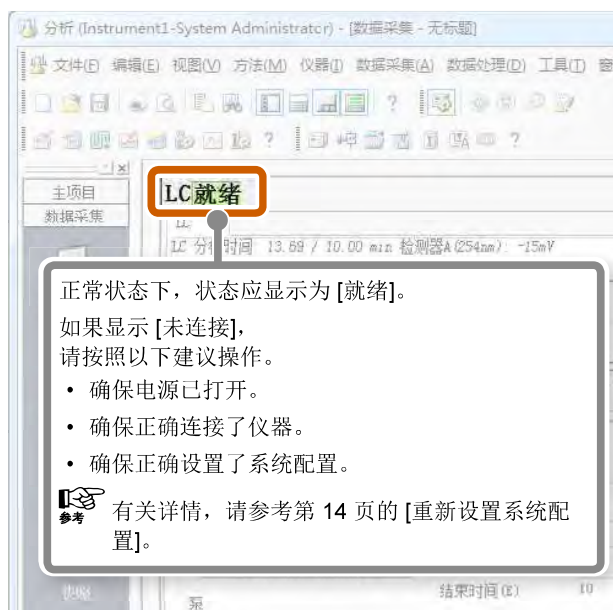 分析 (Instrument1-System Administrator) - [数据采集 - 无标题]
文件(F) 编辑(E) 视图(V) 方法(M) 仪器(I) 数据采集(A) 数据处理(D) 工具(T) 窗
主项目
数据采集
LC就绪
LC
LC 分析时间 13.69 / 10.00 min 检测器A(254nm): -15mV
正常状态下，状态应显示为 [就绪]。
如果显示 [未连接]，
请按照以下建议操作。
• 确保电源已打开。
• 确保正确连接了仪器。
• 确保正确设置了系统配置。
参考 有关详情，请参考第 14 页的 [重新设置系统配
置]。
结束时间(E) 10
泵